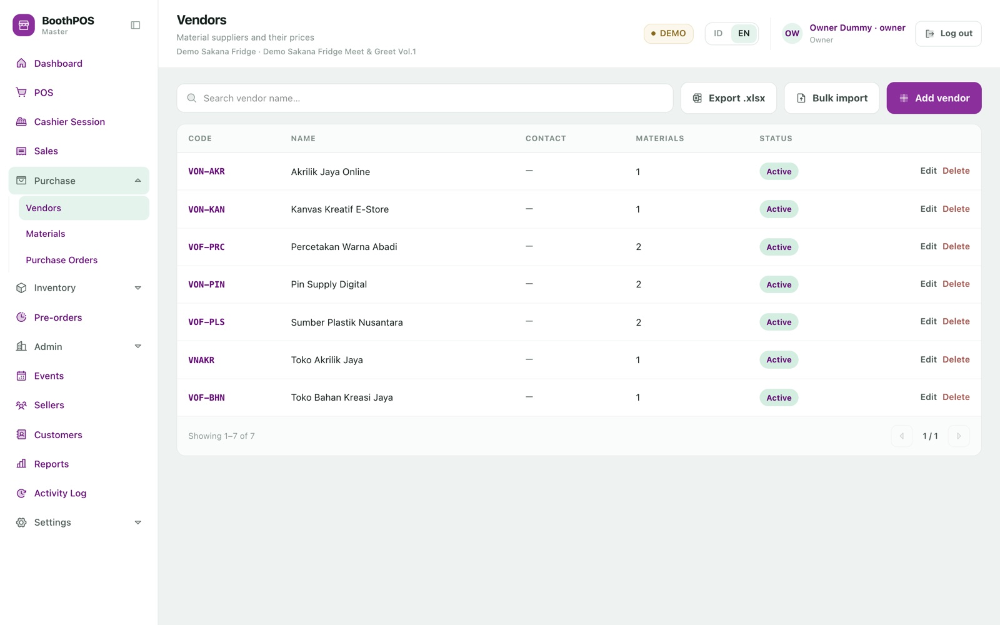 BoothPOS
Master
Dashboard
POS
Cashier Session
Sales
Purchase
Vendors
Materials
Purchase Orders
Inventory
Pre-orders
Admin
Events
Sellers
Customers
Reports
Activity Log
Settings
Vendors
Material suppliers and their prices
Demo Sakana Fridge · Demo Sakana Fridge Meet & Greet Vol.1
DEMO
ID EN
OW
Owner Dummy · owner
Owner
Log out
Search vendor name...
Export .xlsx
Bulk import
Add vendor
CODE NAME CONTACT MATERIALS STATUS
VON-AKR Akrilik Jaya Online — 1 Active Edit Delete
VON-KAN Kanvas Kreatif E-Store — 1 Active Edit Delete
VOF-PRC Percetakan Warna Abadi — 2 Active Edit Delete
VON-PIN Pin Supply Digital — 2 Active Edit Delete
VOF-PLS Sumber Plastik Nusantara — 2 Active Edit Delete
VNAKR Toko Akrilik Jaya — 1 Active Edit Delete
VOF-BHN Toko Bahan Kreasi Jaya — 1 Active Edit Delete
Showing 1–7 of 7
1 / 1